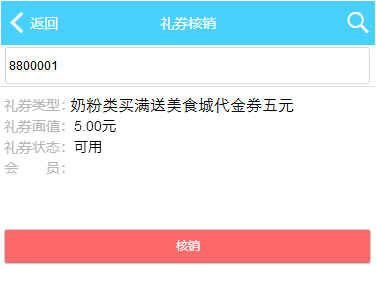 返回 礼券核销
8800001
礼券类型：奶粉类买满送美食城代金券五元
礼券面值：5.00元
礼券状态：可用
会 员：
核销